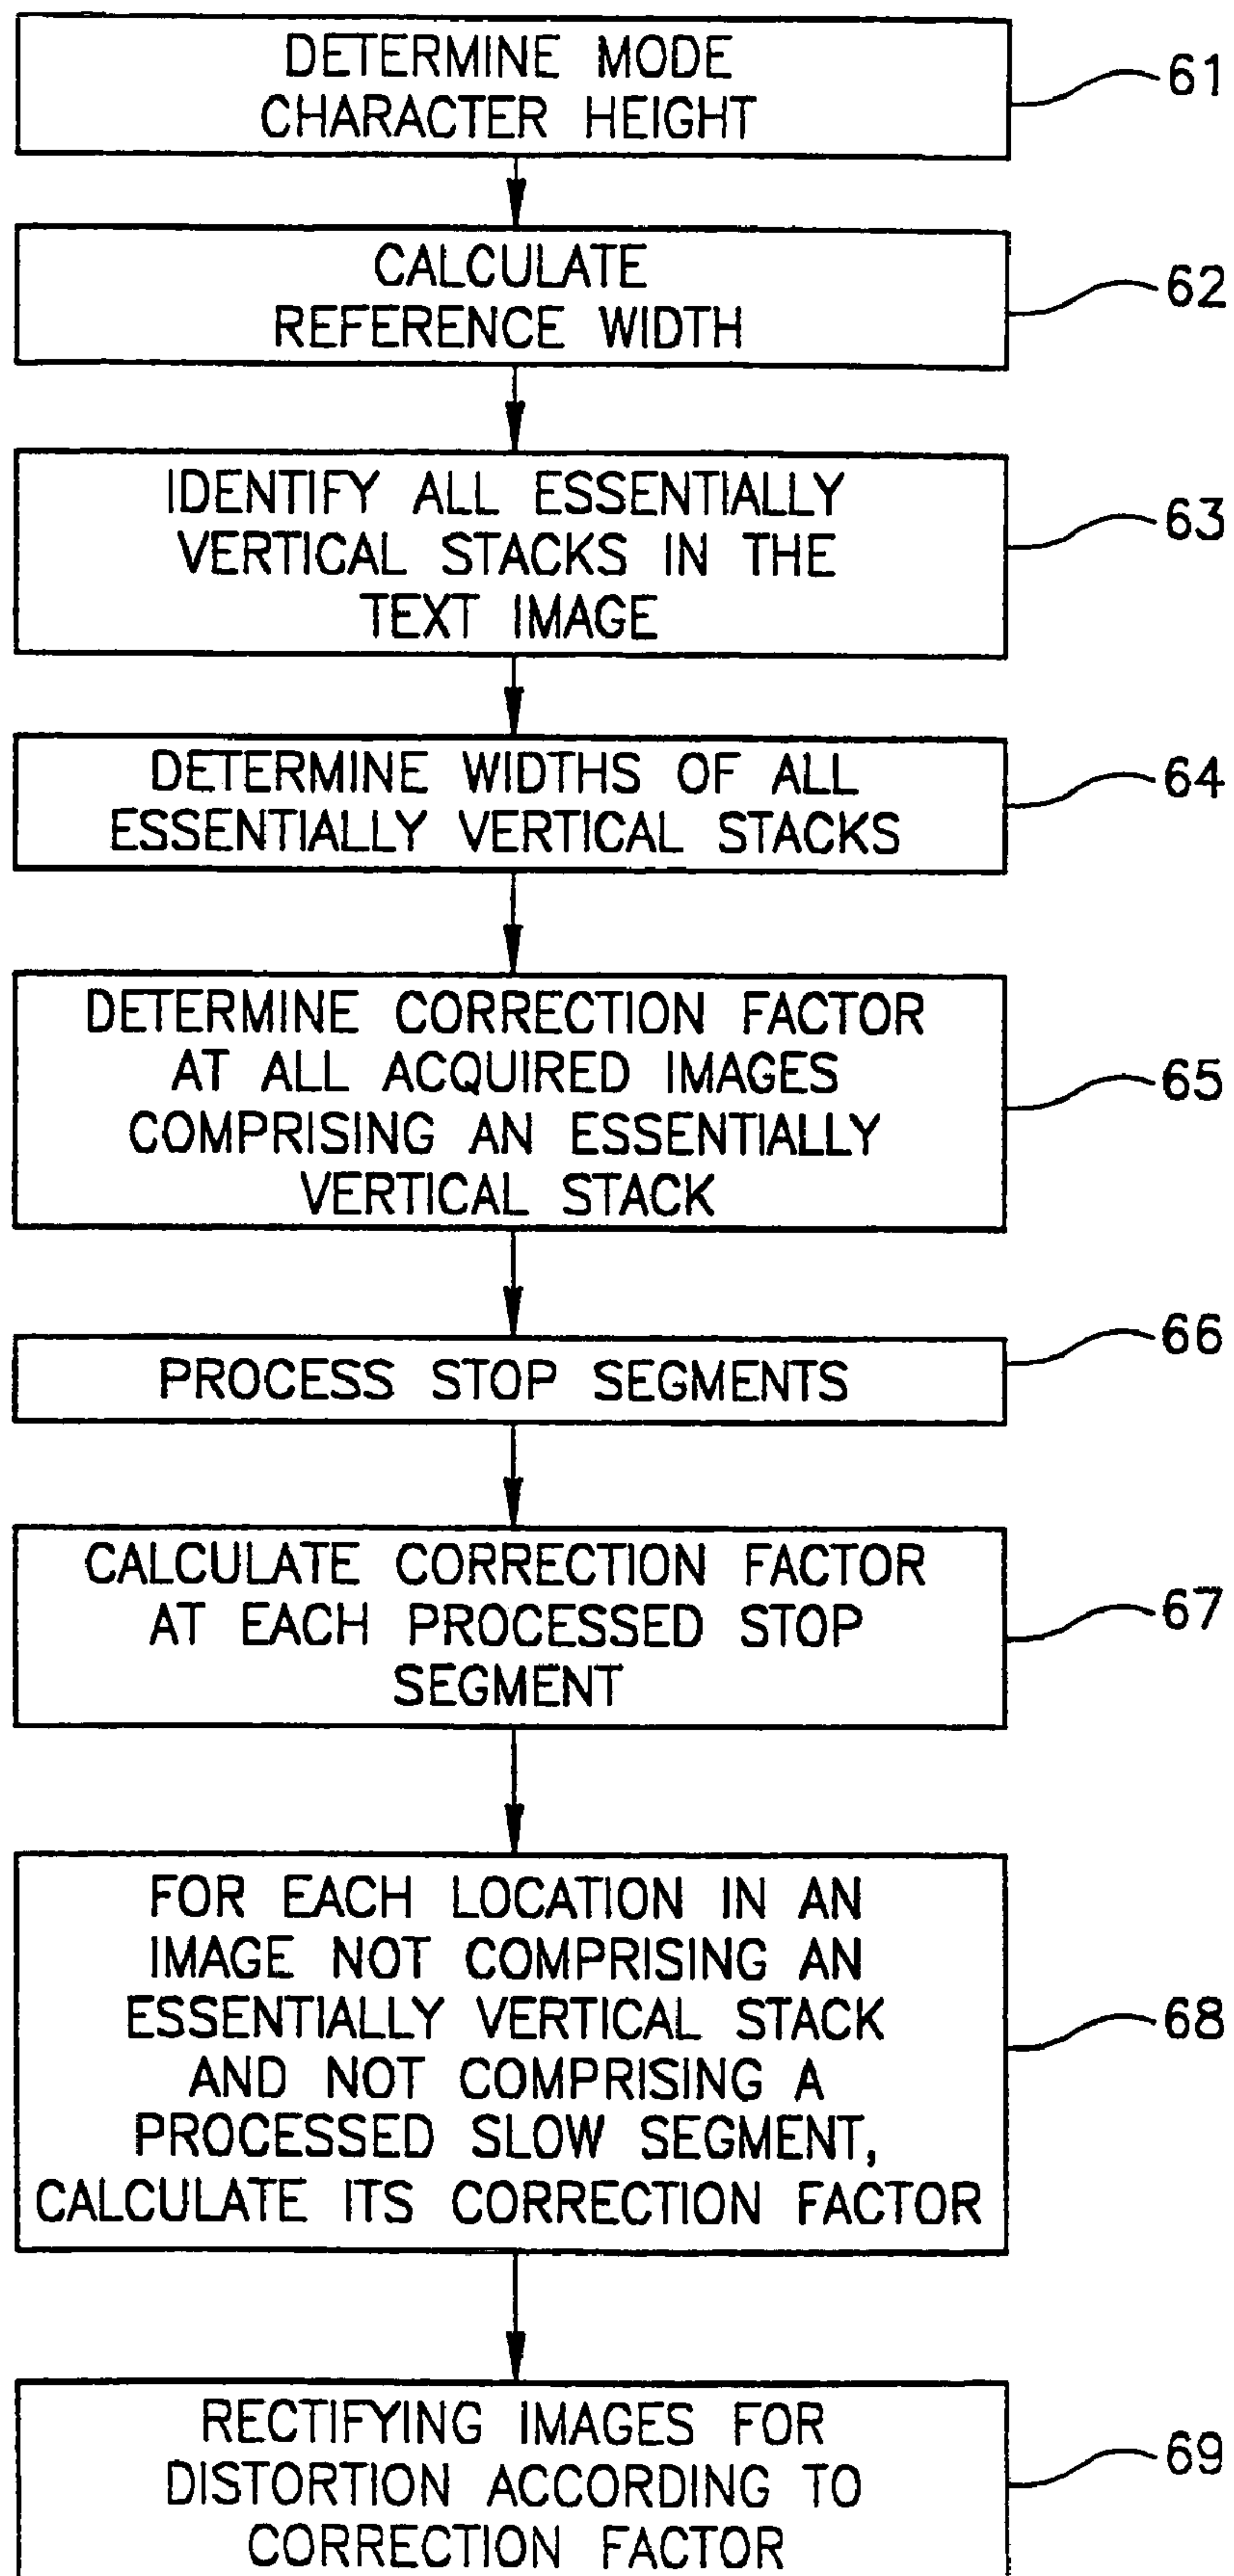 DETERMINE MODE
CHARACTER HEIGHT
61
CALCULATE
REFERENCE WIDTH
62
IDENTIFY ALL ESSENTIALLY
VERTICAL STACKS IN THE
TEXT IMAGE
63
DETERMINE WIDTHS OF ALL
ESSENTIALLY VERTICAL STACKS
64
DETERMINE CORRECTION FACTOR
AT ALL ACQUIRED IMAGES
COMPRISING AN ESSENTIALLY
VERTICAL STACK
65
PROCESS STOP SEGMENTS
66
CALCULATE CORRECTION FACTOR
AT EACH PROCESSED STOP
SEGMENT
67
FOR EACH LOCATION IN AN
IMAGE NOT COMPRISING AN
ESSENTIALLY VERTICAL STACK
AND NOT COMPRISING A
PROCESSED SLOW SEGMENT,
CALCULATE ITS CORRECTION FACTOR
68
RECTIFYING IMAGES FOR
DISTORTION ACCORDING TO
CORRECTION FACTOR
69